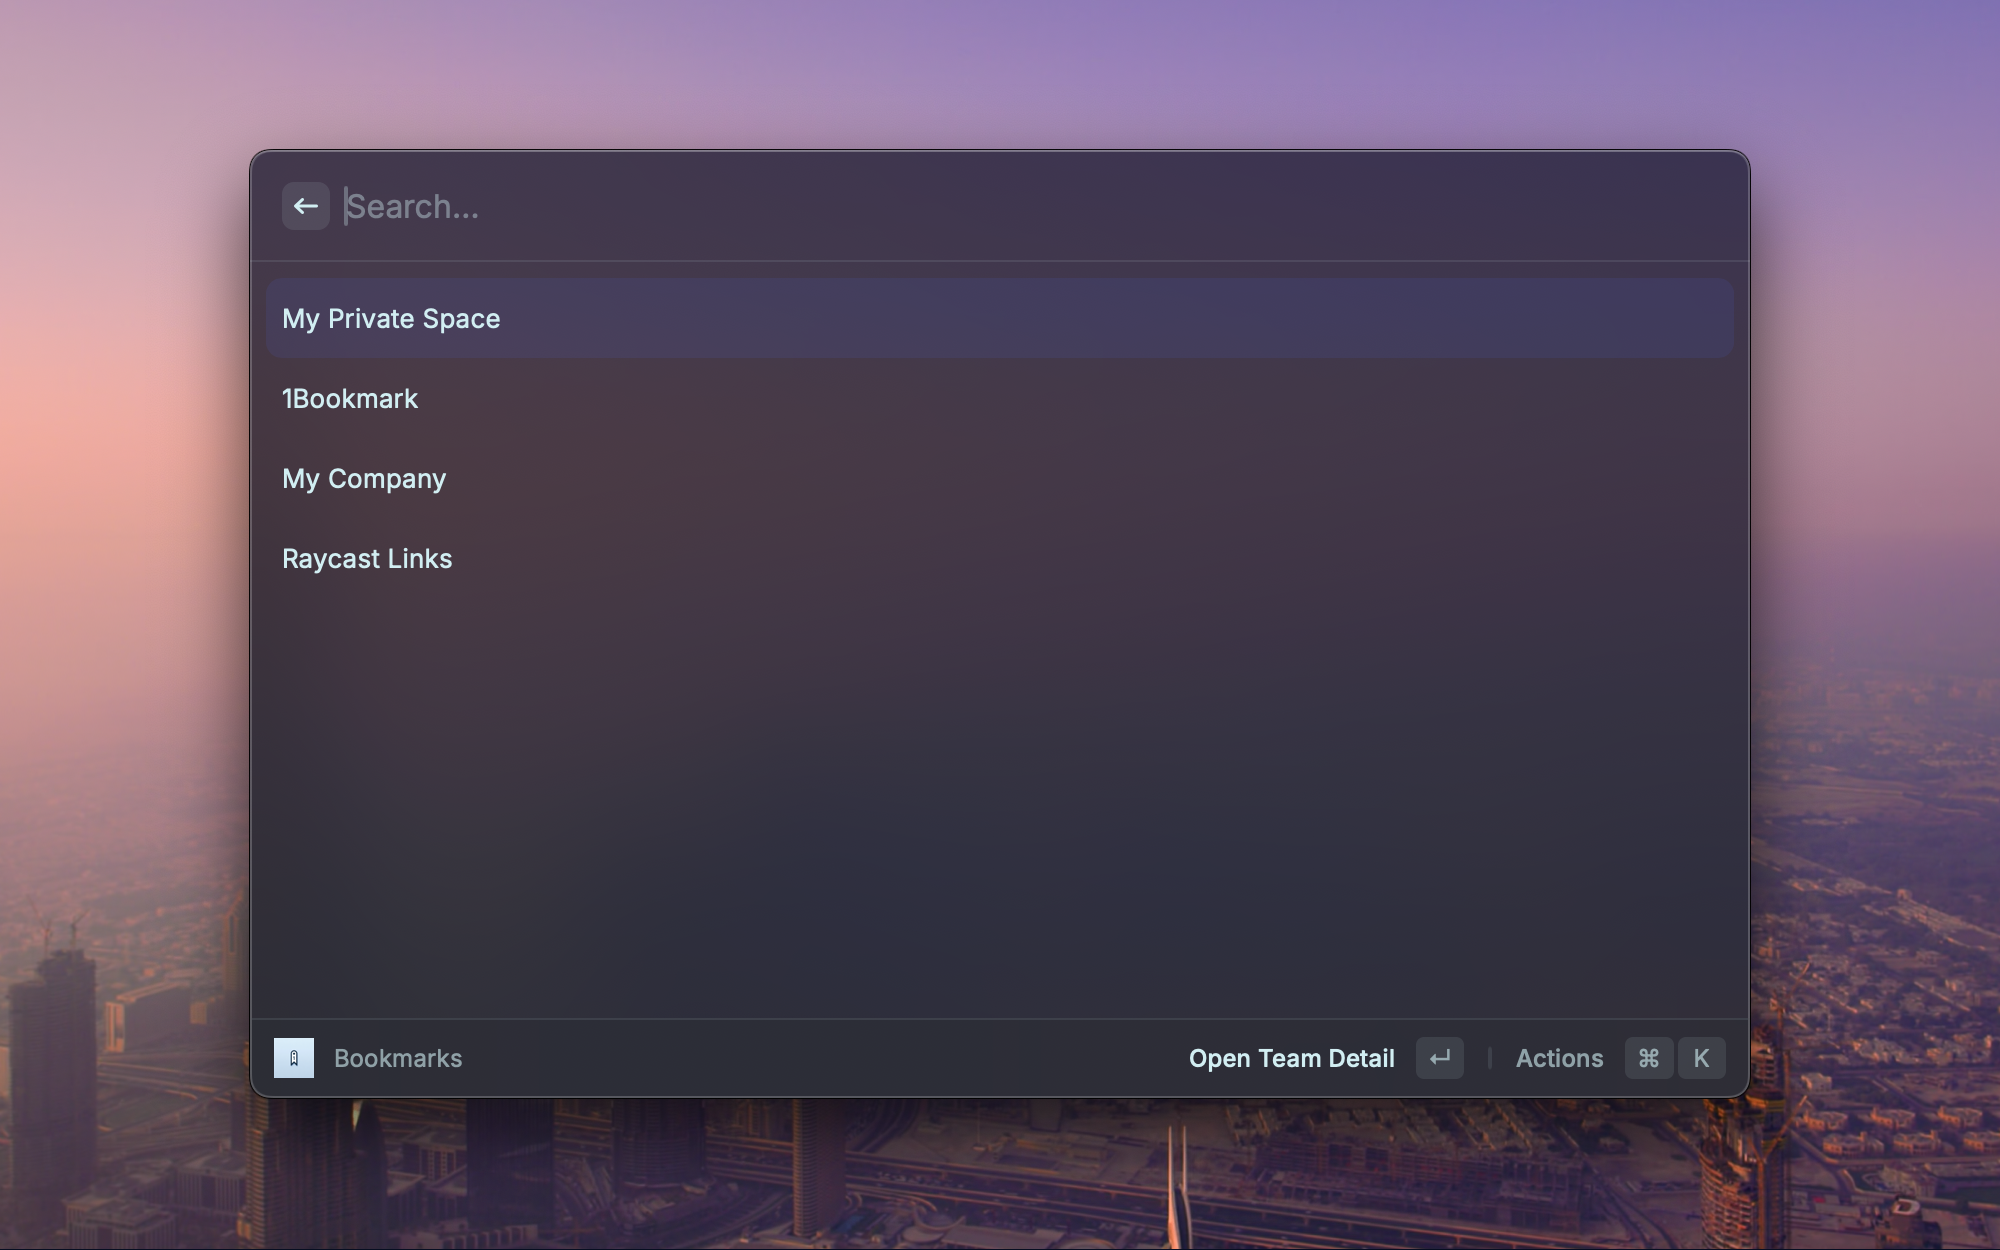 Search...
My Private Space
1Bookmark
My Company
Raycast Links
Bookmarks
Open Team Detail ↵ Actions ⌘ K